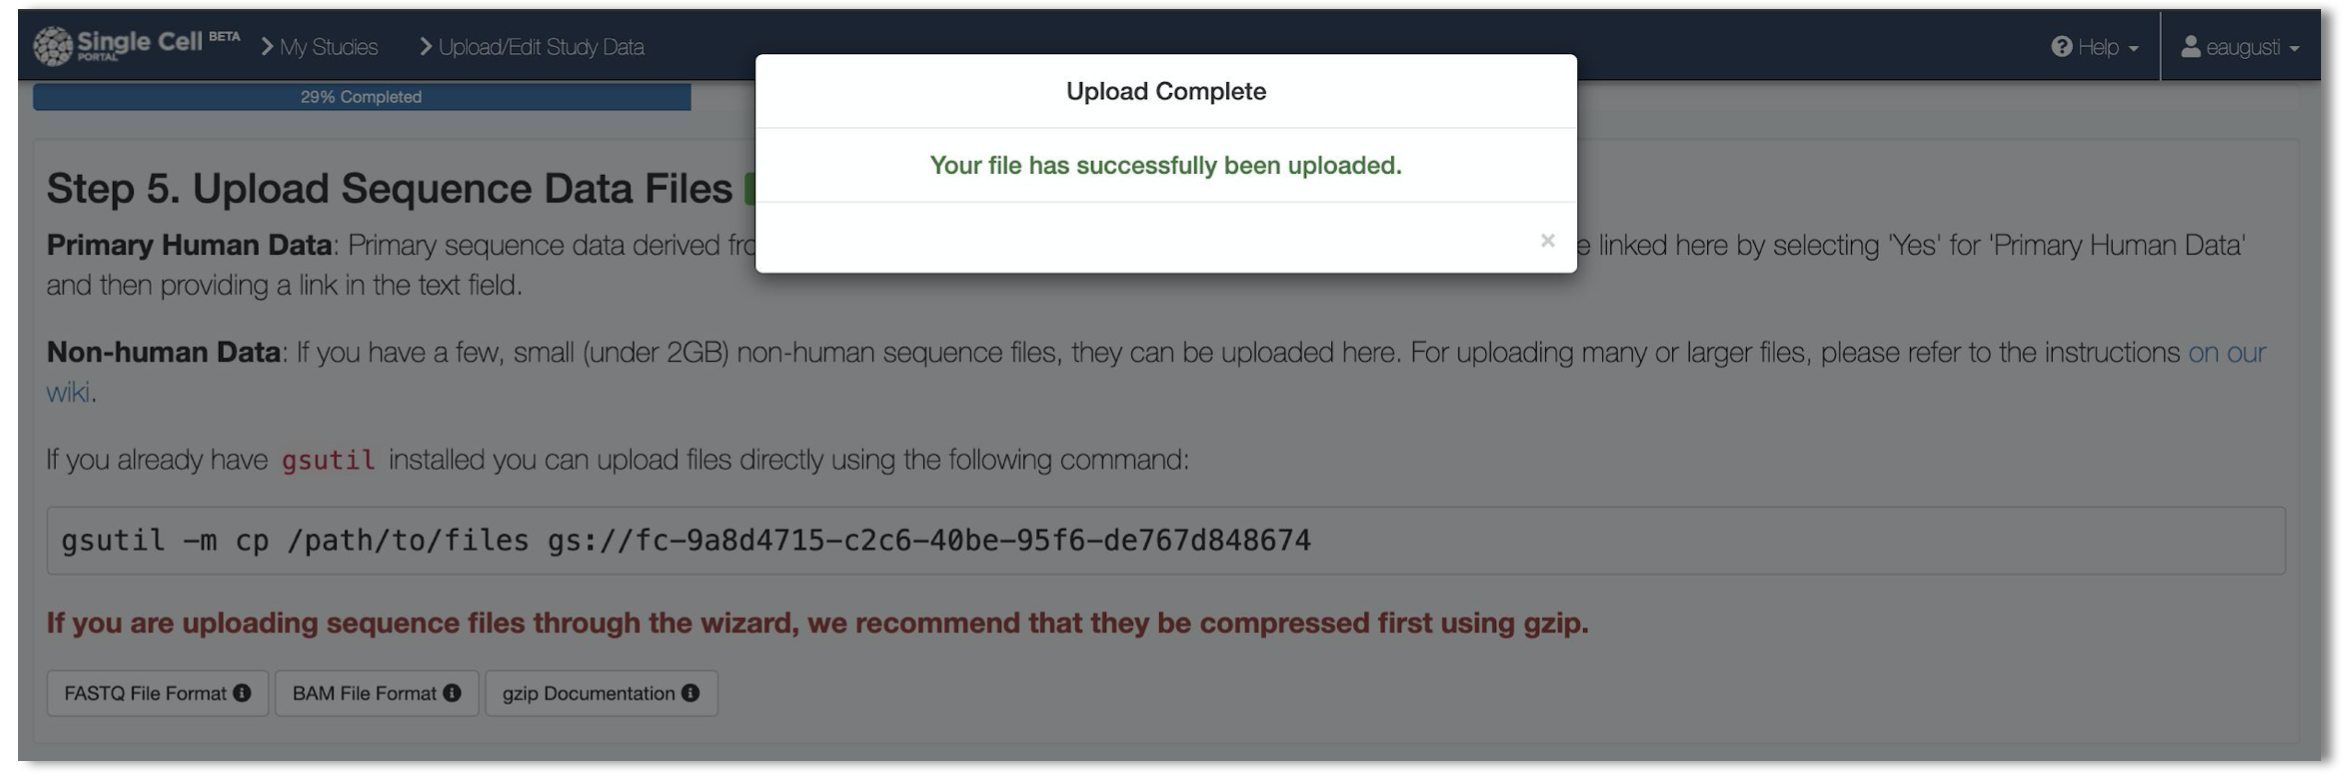 Single Cell BETA
PORTAL
My Studies
Upload/Edit Study Data
Help
eaugusti
29% Completed
Upload Complete
Your file has successfully been uploaded.
×
Step 5. Upload Sequence Data Files
Primary Human Data: Primary sequence data derived fro e linked here by selecting 'Yes' for 'Primary Human Data'
and then providing a link in the text field.
Non-human Data: If you have a few, small (under 2GB) non-human sequence files, they can be uploaded here. For uploading many or larger files, please refer to the instructions on our
wiki.
If you already have gsutil installed you can upload files directly using the following command:
gsutil -m cp /path/to/files gs://fc-9a8d4715-c2c6-40be-95f6-de767d848674
If you are uploading sequence files through the wizard, we recommend that they be compressed first using gzip.
FASTQ File Format
BAM File Format
gzip Documentation